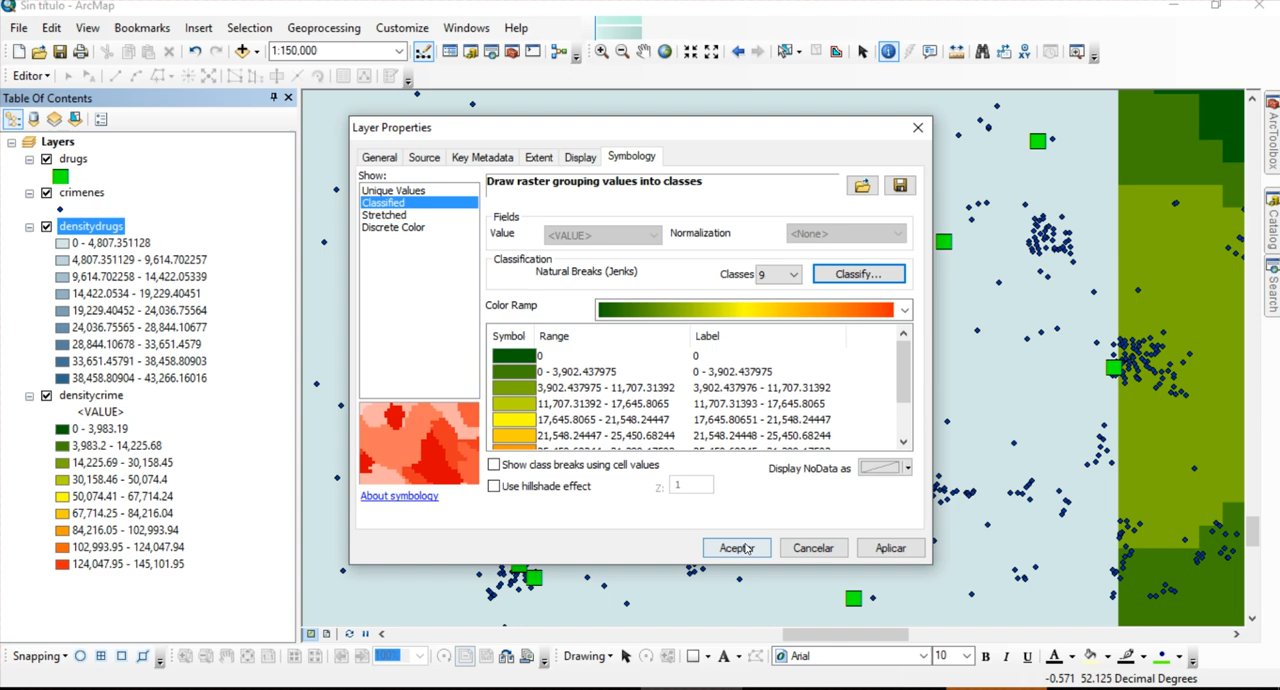 Sin título - ArcMap
File Edit View Bookmarks Insert Selection Geoprocessing Customize Windows Help
1:150,000
Editor
Table Of Contents
Layers
drugs
crimenes
densitydrugs
0 - 4,807.351128
4,807.351129 - 9,614.702257
9,614.702258 - 14,422.05339
14,422.0534 - 19,229.40451
19,229.40452 - 24,036.75564
24,036.75565 - 28,844.10677
28,844.10678 - 33,651.4579
33,651.45791 - 38,458.80903
38,458.80904 - 43,266.16016
densitycrime
<VALUE>
0 - 3,983.19
3,983.2 - 14,225.68
14,225.69 - 30,158.45
30,158.46 - 50,074.4
50,074.41 - 67,714.24
67,714.25 - 84,216.04
84,216.05 - 102,993.94
102,993.95 - 124,047.94
124,047.95 - 145,101.95
Layer Properties
General Source Key Metadata Extent Display Symbology
Show:
Unique Values
Classified
Stretched
Discrete Color
About symbology
Draw raster grouping values into classes
Fields
Value <VALUE> Normalization <None>
Classification
Natural Breaks (Jenks) Classes 9 Classify...
Color Ramp
Symbol Range Label
0 0
0 - 3,902.437975 0 - 3,902.437975
3,902.437975 - 11,707.31392 3,902.437976 - 11,707.31392
11,707.31392 - 17,645.8065 11,707.31393 - 17,645.8065
17,645.8065 - 21,548.24447 17,645.80651 - 21,548.24447
21,548.24447 - 25,450.68244 21,548.24448 - 25,450.68244
Show class breaks using cell values Display NoData as
Use hillshade effect Z: 1
Aceptar Cancelar Aplicar
ArcToolbox
Catalog
Search
Snapping 100% Drawing Arial 10 B I U A
-0.571 52.125 Decimal Degrees